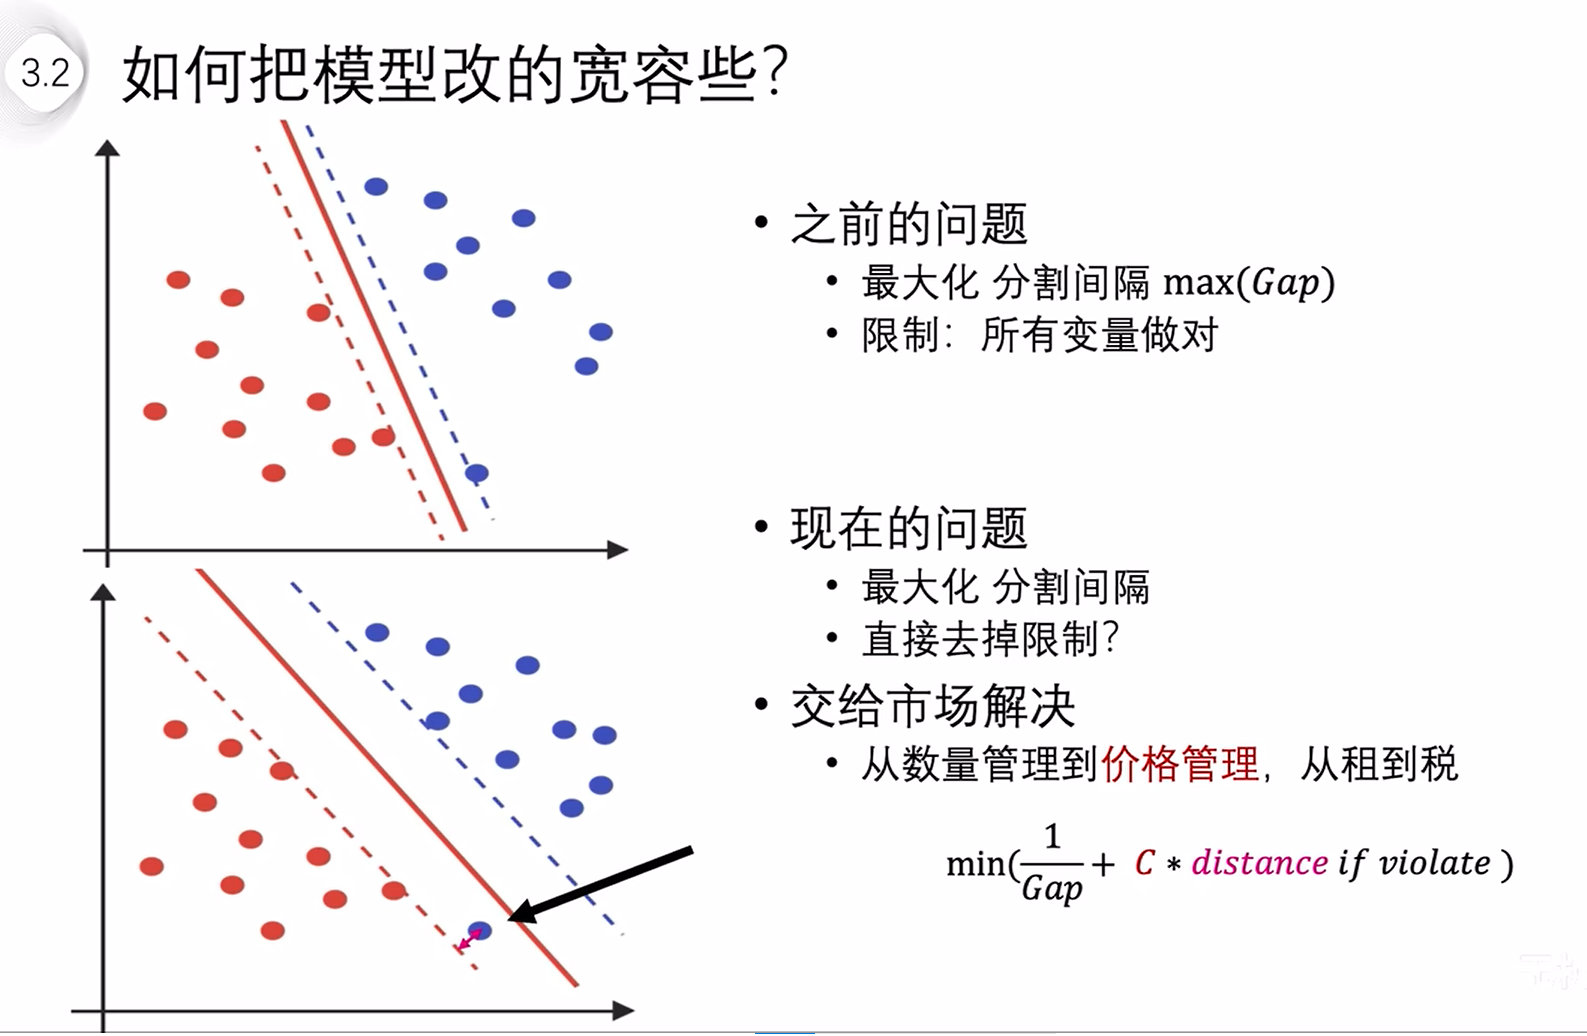 3.2
如何把模型改的宽容些？
• 之前的问题
• 最大化 分割间隔 max(Gap)
• 限制：所有变量做对
• 现在的问题
• 最大化 分割间隔
• 直接去掉限制？
• 交给市场解决
• 从数量管理到价格管理，从租到税
min(1/Gap + C * distance if violate )